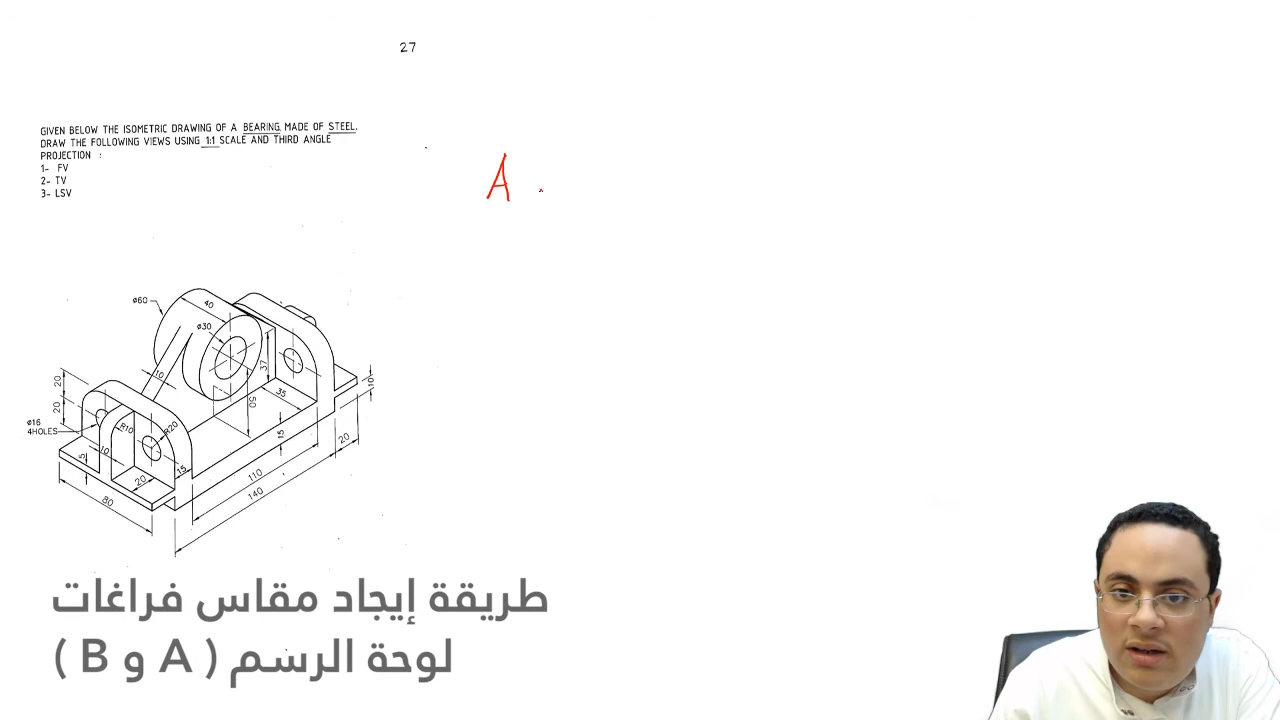 27
GIVEN BELOW THE ISOMETRIC DRAWING OF A BEARING MADE OF STEEL.
DRAW THE FOLLOWING VIEWS USING 1:1 SCALE AND THIRD ANGLE
PROJECTION :
1- FV
2- TV
3- LSV
A
ø60
40
ø30
10
37
35
50
10
20
20
ø16
4HOLES
R10
R20
10
15
5
20
15
20
110
140
80
طريقة إيجاد مقاس فراغات
لوحة الرسم ( A و B )